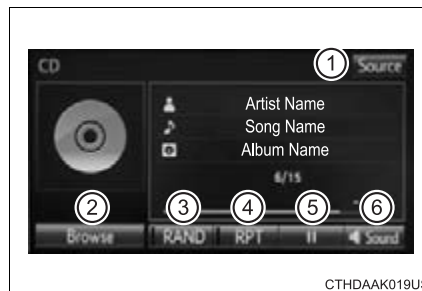 CD
1 Source
Artist Name
Song Name
Album Name
6/15
2 3 4 5 6
Browse RAND RPT II Sound
CTHDAAK019US